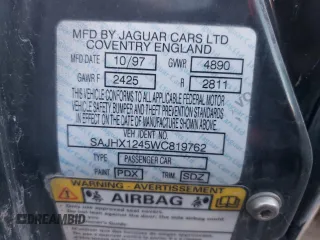 MFD BY JAGUAR CARS LTD
COVENTRY ENGLAND
MFD DATE 10/97 GVWR 4890
GAWR F 2425 R 2811
THIS VEHICLE CONFORMS
TO ALL APPLICABLE FEDERAL MOTOR
VEHICLE SAFETY BUMPER AND THEFT
PREVENTION STANDARDS IN EFFECT ON
DATE OF MANUFACTURE SHOWN
ABOVE
VEH IDENT NO.
SAJHX1245WC819762
TYPE PASSENGER CAR
PAINT PDX TRIM SDZ
WARNING - AVERTISSEMENT
AIRBAG
DREAMBID